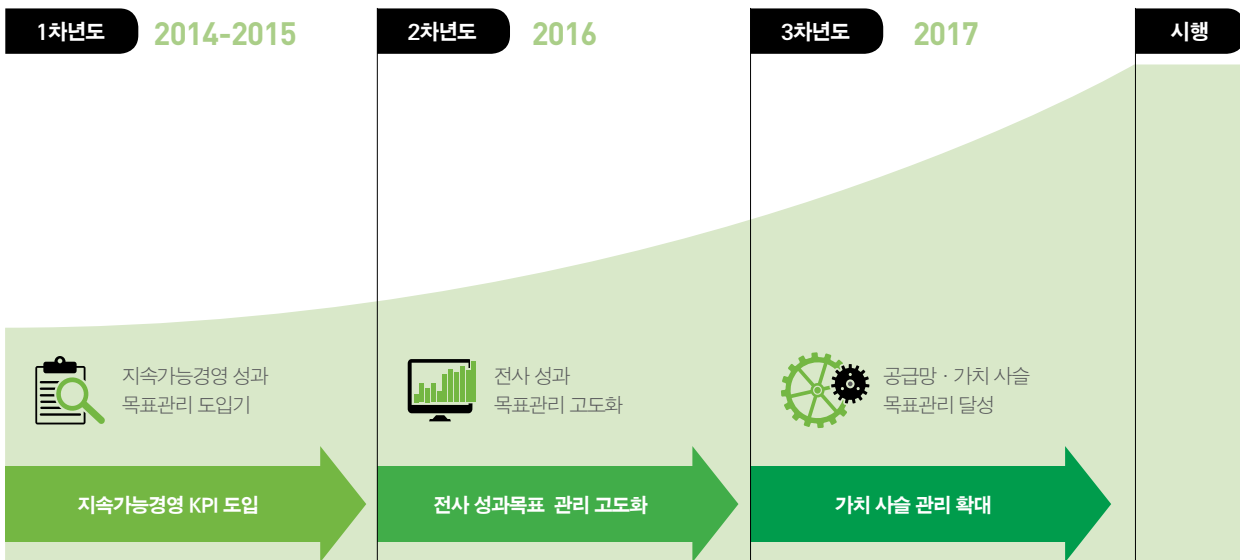 1차년도 2014-2015
2차년도 2016
3차년도 2017
시행
지속가능경영 성과
목표관리 도입기
전사 성과
목표관리 고도화
공급망 · 가치 사슬
목표관리 달성
지속가능경영 KPI 도입
전사 성과목표 관리 고도화
가치 사슬 관리 확대